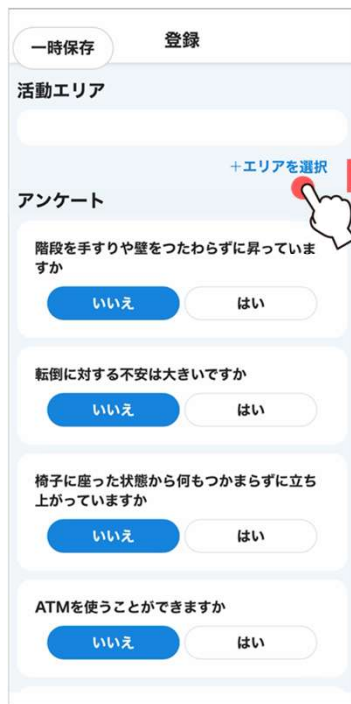 一時保存
登録
活動エリア
+エリアを選択
アンケート
階段を手すりや壁をつたわらずに昇っていま
すか
いいえ
はい
転倒に対する不安は大きいですか
いいえ
はい
椅子に座った状態から何もつかまらずに立ち
上がっていますか
いいえ
はい
ATMを使うことができますか
いいえ
はい